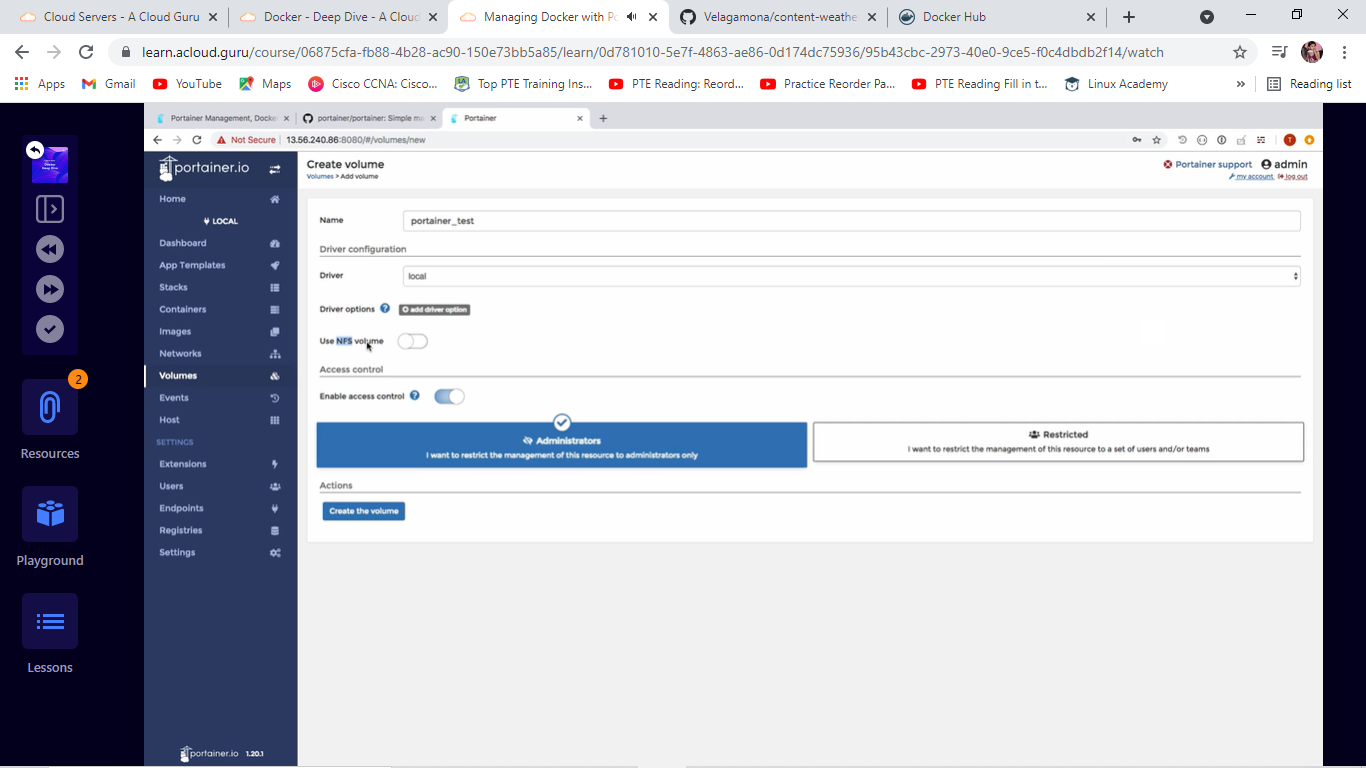 Cloud Servers - A Cloud Guru
Docker - Deep Dive - A Cloud
Managing Docker with Po
Velagamona/content-weathe
Docker Hub
learn.acloud.guru/course/06875cfa-fb88-4b28-ac90-150e73bb5a85/learn/0d781010-5e7f-4863-ae86-0d174dc75936/95b43cbc-2973-40e0-9ce5-f0c4dbdb2f14/watch
Apps
Gmail
YouTube
Maps
Cisco CCNA: Cisco...
Top PTE Training Ins...
PTE Reading: Reord...
Practice Reorder Pa...
PTE Reading Fill in t...
Linux Academy
»
Reading list
Portainer Management, Docke
portainer/portainer: Simple ma
Portainer
Not Secure
13.56.240.86:8080/#/volumes/new
T
portainer.io
Create volume
Volumes > Add volume
Portainer support
admin
my account
log out
Home
LOCAL
Dashboard
App Templates
Stacks
Containers
Images
Networks
Volumes
Events
Host
SETTINGS
Extensions
Users
Endpoints
Registries
Settings
portainer.io 1.20.1
Name
portainer_test
Driver configuration
Driver
local
Driver options
add driver option
Use NFS volume
Access control
Enable access control
Administrators
I want to restrict the management of this resource to administrators only
Restricted
I want to restrict the management of this resource to a set of users and/or teams
Actions
Create the volume
Docker
Deep Dive
2
Resources
Playground
Lessons